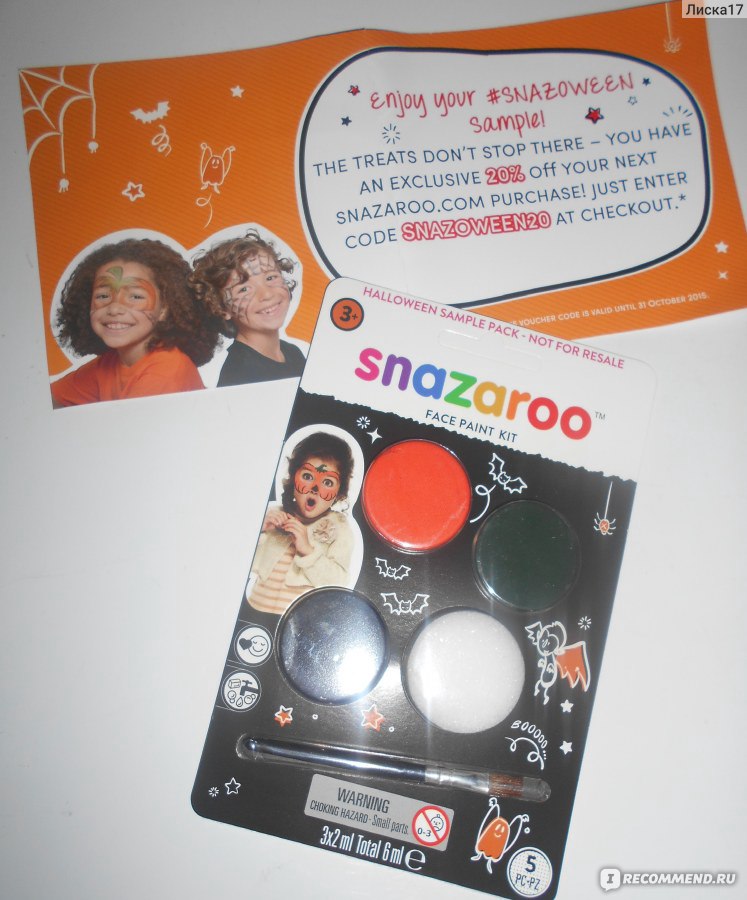 Лиска17
Enjoy your #SNAZOWEEN
Sample!
THE TREATS DON'T STOP THERE – YOU HAVE
AN EXCLUSIVE 20% Off YOUR NEXT
SNAZAROO.COM PURCHASE! JUST ENTER
CODE SNAZOWEEN20 AT CHECKOUT.*
VOUCHER CODE IS VALID UNTIL 31 OCTOBER 2015.
3+
HALLOWEEN SAMPLE PACK - NOT FOR RESALE
snazaroo™
FACE PAINT KIT
BOOOOO...
WARNING
CHOKING HAZARD - Small parts.
0-3
3x2 ml Total 6 ml e
5
PC-PZ
I RECOMMEND.RU